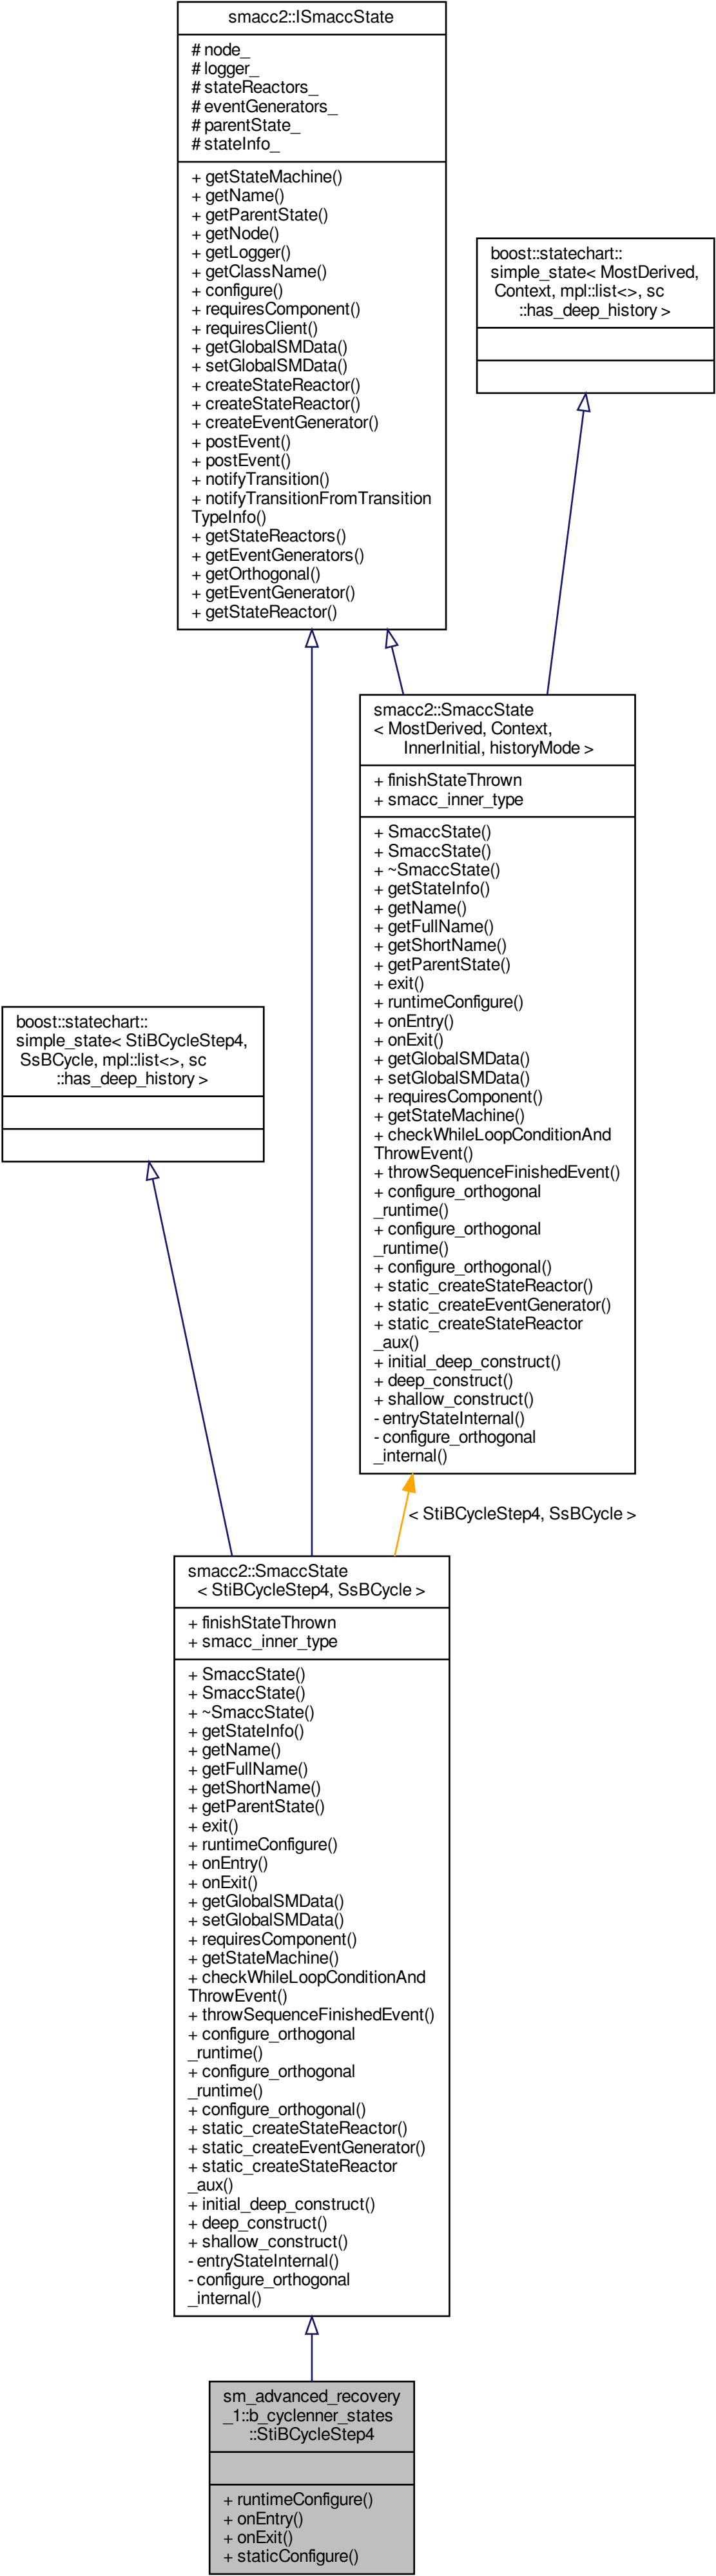 smacc2::ISmaccState
# node_
# logger_
# stateReactors_
# eventGenerators_
# parentState_
# stateInfo_
+ getStateMachine()
+ getName()
+ getParentState()
+ getNode()
+ getLogger()
+ getClassName()
+ configure()
+ requiresComponent()
+ requiresClient()
+ getGlobalSMData()
+ setGlobalSMData()
+ createStateReactor()
+ createStateReactor()
+ createEventGenerator()
+ postEvent()
+ postEvent()
+ notifyTransition()
+ notifyTransitionFromTransition
TypeInfo()
+ getStateReactors()
+ getEventGenerators()
+ getOrthogonal()
+ getEventGenerator()
+ getStateReactor()
boost::statechart::
simple_state< MostDerived,
Context, mpl::list<>, sc
::has_deep_history >
smacc2::SmaccState
< MostDerived, Context,
InnerInitial, historyMode >
+ finishStateThrown
+ smacc_inner_type
+ SmaccState()
+ SmaccState()
+ ~SmaccState()
+ getStateInfo()
+ getName()
+ getFullName()
+ getShortName()
+ getParentState()
+ exit()
+ runtimeConfigure()
+ onEntry()
+ onExit()
+ getGlobalSMData()
+ setGlobalSMData()
+ requiresComponent()
+ getStateMachine()
+ checkWhileLoopConditionAnd
ThrowEvent()
+ throwSequenceFinishedEvent()
+ configure_orthogonal
_runtime()
+ configure_orthogonal
_runtime()
+ configure_orthogonal()
+ static_createStateReactor()
+ static_createEventGenerator()
+ static_createStateReactor
_aux()
+ initial_deep_construct()
+ deep_construct()
+ shallow_construct()
- entryStateInternal()
- configure_orthogonal
_internal()
boost::statechart::
simple_state< StiBCycleStep4,
SsBCycle, mpl::list<>, sc
::has_deep_history >
< StiBCycleStep4, SsBCycle >
smacc2::SmaccState
< StiBCycleStep4, SsBCycle >
+ finishStateThrown
+ smacc_inner_type
+ SmaccState()
+ SmaccState()
+ ~SmaccState()
+ getStateInfo()
+ getName()
+ getFullName()
+ getShortName()
+ getParentState()
+ exit()
+ runtimeConfigure()
+ onEntry()
+ onExit()
+ getGlobalSMData()
+ setGlobalSMData()
+ requiresComponent()
+ getStateMachine()
+ checkWhileLoopConditionAnd
ThrowEvent()
+ throwSequenceFinishedEvent()
+ configure_orthogonal
_runtime()
+ configure_orthogonal
_runtime()
+ configure_orthogonal()
+ static_createStateReactor()
+ static_createEventGenerator()
+ static_createStateReactor
_aux()
+ initial_deep_construct()
+ deep_construct()
+ shallow_construct()
- entryStateInternal()
- configure_orthogonal
_internal()
sm_advanced_recovery
_1::b_cyclenner_states
::StiBCycleStep4
+ runtimeConfigure()
+ onEntry()
+ onExit()
+ staticConfigure()